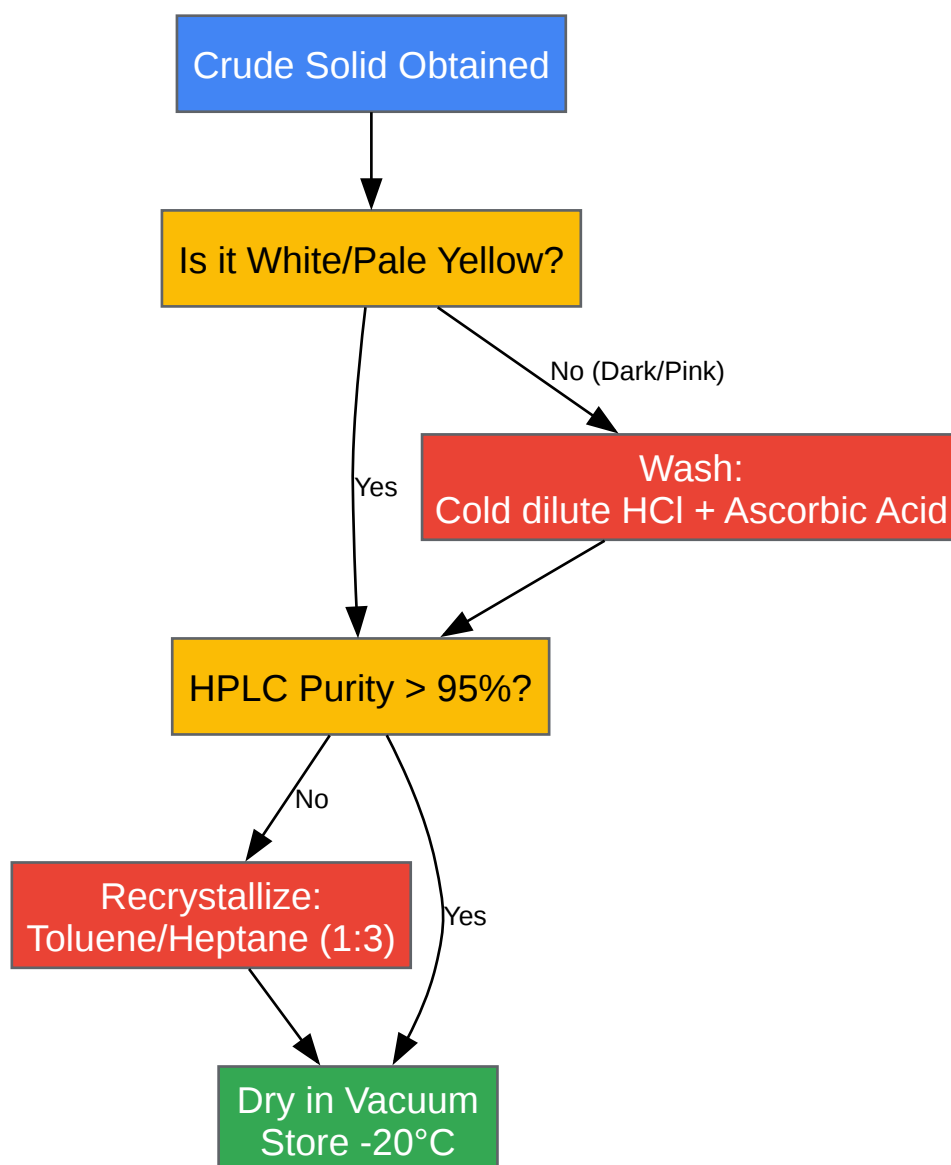 Crude Solid Obtained
Is it White/Pale Yellow?
No (Dark/Pink)
Wash:
Cold dilute HCl + Ascorbic Acid
Yes
HPLC Purity > 95%?
No
Recrystallize:
Toluene/Heptane (1:3)
Yes
Dry in Vacuum
Store -20°C